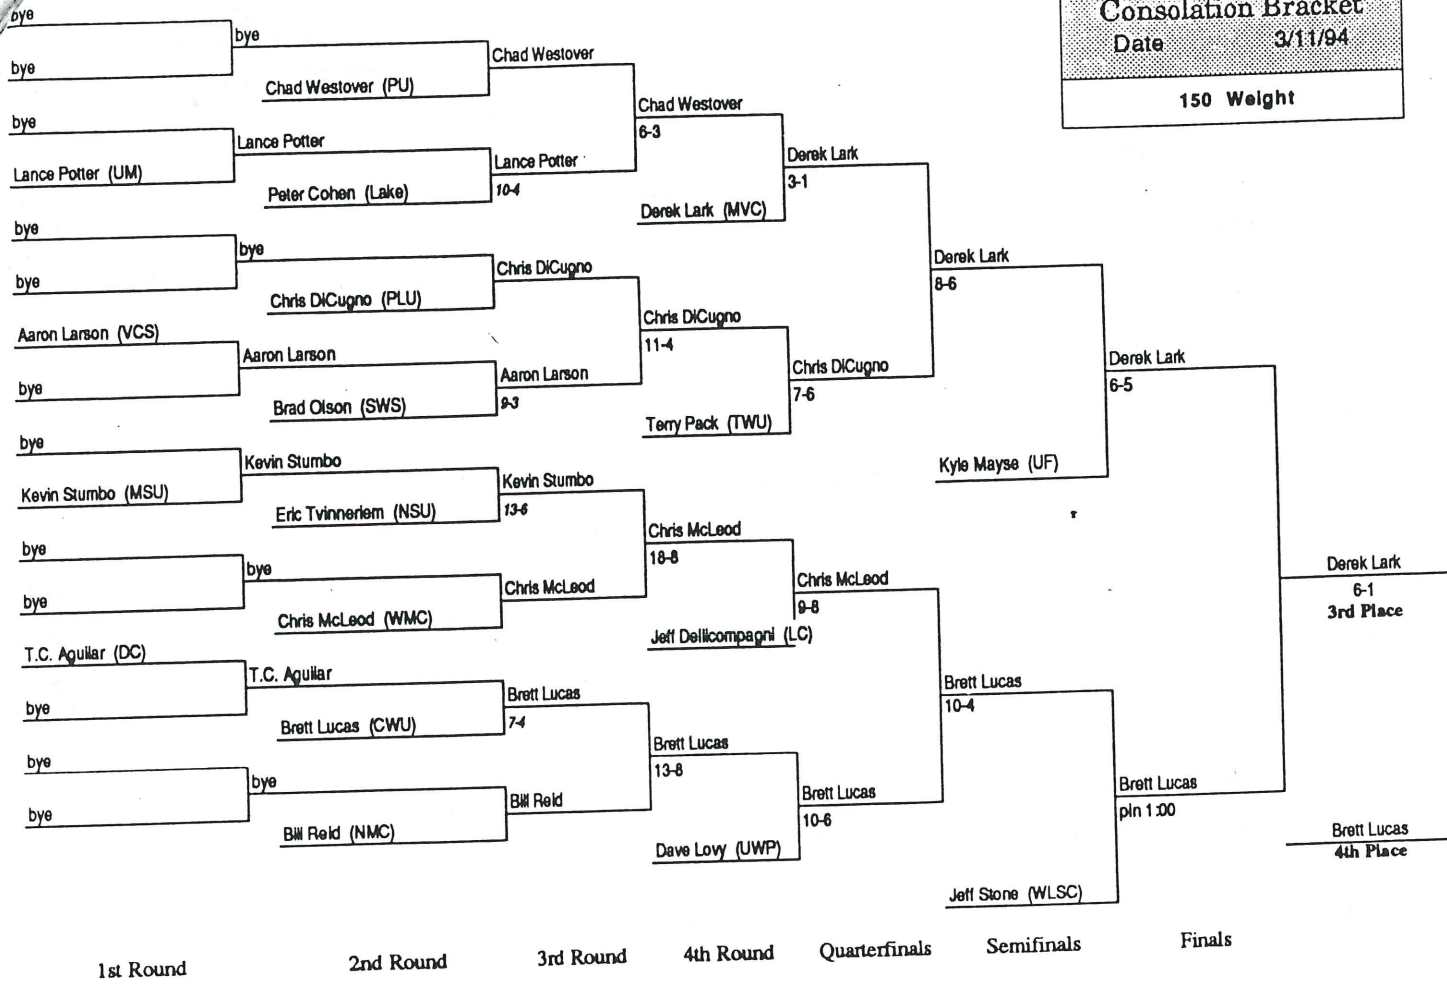 Consolation Bracket
Date 3/11/94
150 Weight
bye
bye
bye
Lance Potter (UM)
bye
bye
Aaron Larson (VCS)
bye
bye
Kevin Stumbo (MSU)
bye
bye
T.C. Aguilar (DC)
bye
bye
bye
1st Round
bye
Chad Westover (PU)
Lance Potter
Peter Cohen (Lake)
bye
Chris DiCugno (PLU)
Aaron Larson
Brad Olson (SWS)
Kevin Stumbo
Eric Tvinneriem (NSU)
bye
Chris McLeod (WMC)
T.C. Aguilar
Brett Lucas (CWU)
bye
Bill Reid (NMC)
2nd Round
Chad Westover
Lance Potter
10-4
Chris DiCugno
Aaron Larson
9-3
Kevin Stumbo
13-6
Chris McLeod
Brett Lucas
7-4
Bill Reid
3rd Round
Chad Westover
6-3
Derek Lark (MVC)
Chris DiCugno
11-4
Terry Pack (TWU)
Chris McLeod
18-8
Jeff Dellicompagni (LC)
Brett Lucas
13-8
Dave Lovy (UWP)
4th Round
Derek Lark
3-1
Chris DiCugno
7-6
Chris McLeod
9-8
Brett Lucas
10-6
Quarterfinals
Derek Lark
8-6
Kyle Mayse (UF)
Brett Lucas
10-4
Jeff Stone (WLSC)
Semifinals
Derek Lark
6-5
Brett Lucas
pin 1:00
Finals
Derek Lark
6-1
3rd Place
Brett Lucas
4th Place